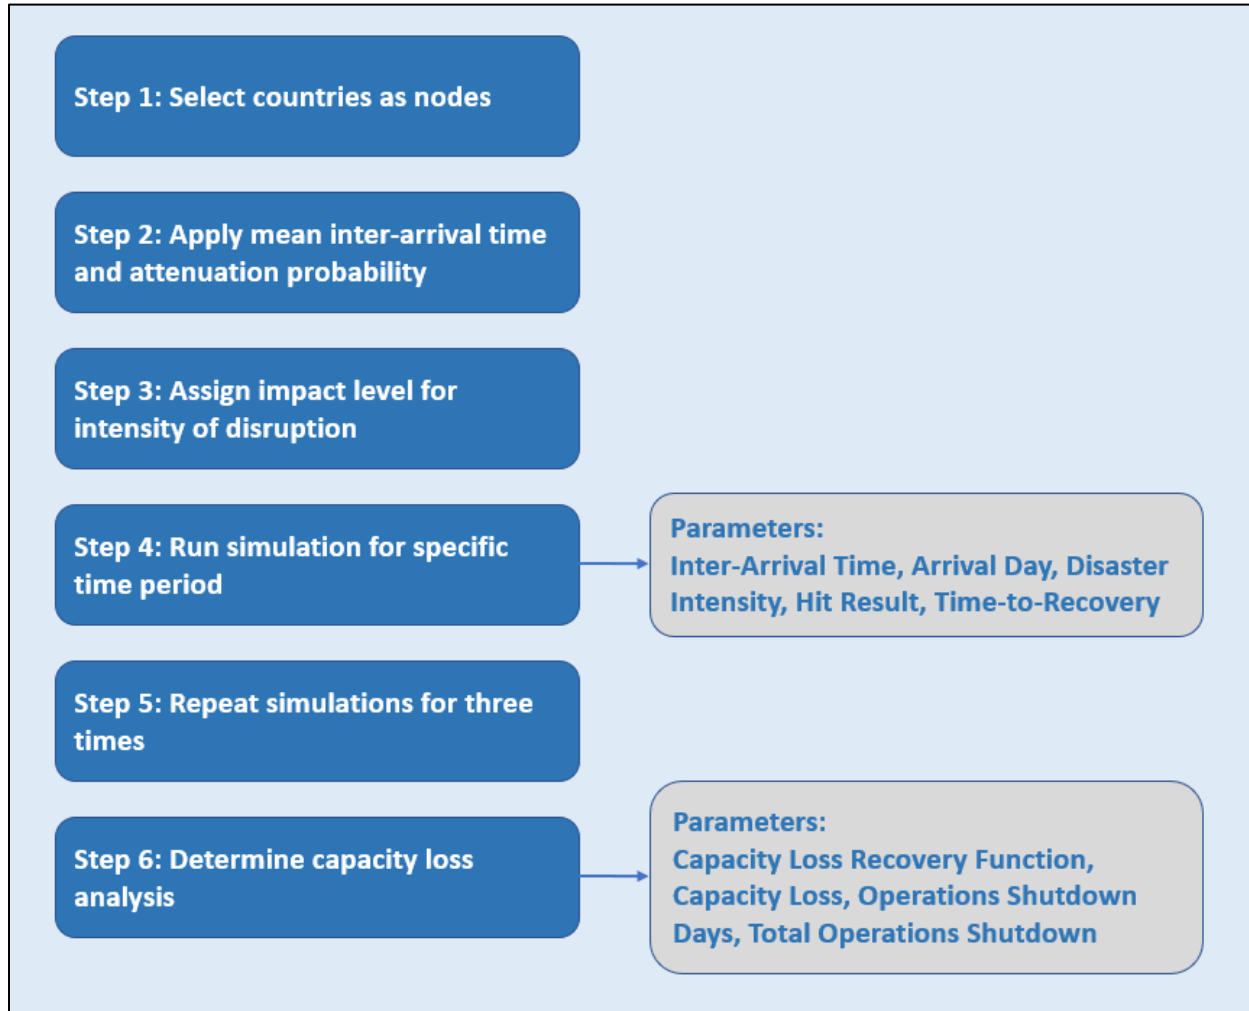 Step 1: Select countries as nodes
Step 2: Apply mean inter-arrival time
and attenuation probability
Step 3: Assign impact level for
intensity of disruption
Step 4: Run simulation for specific
time period
Parameters:
Inter-Arrival Time, Arrival Day, Disaster
Intensity, Hit Result, Time-to-Recovery
Step 5: Repeat simulations for three
times
Step 6: Determine capacity loss
analysis
Parameters:
Capacity Loss Recovery Function,
Capacity Loss, Operations Shutdown
Days, Total Operations Shutdown